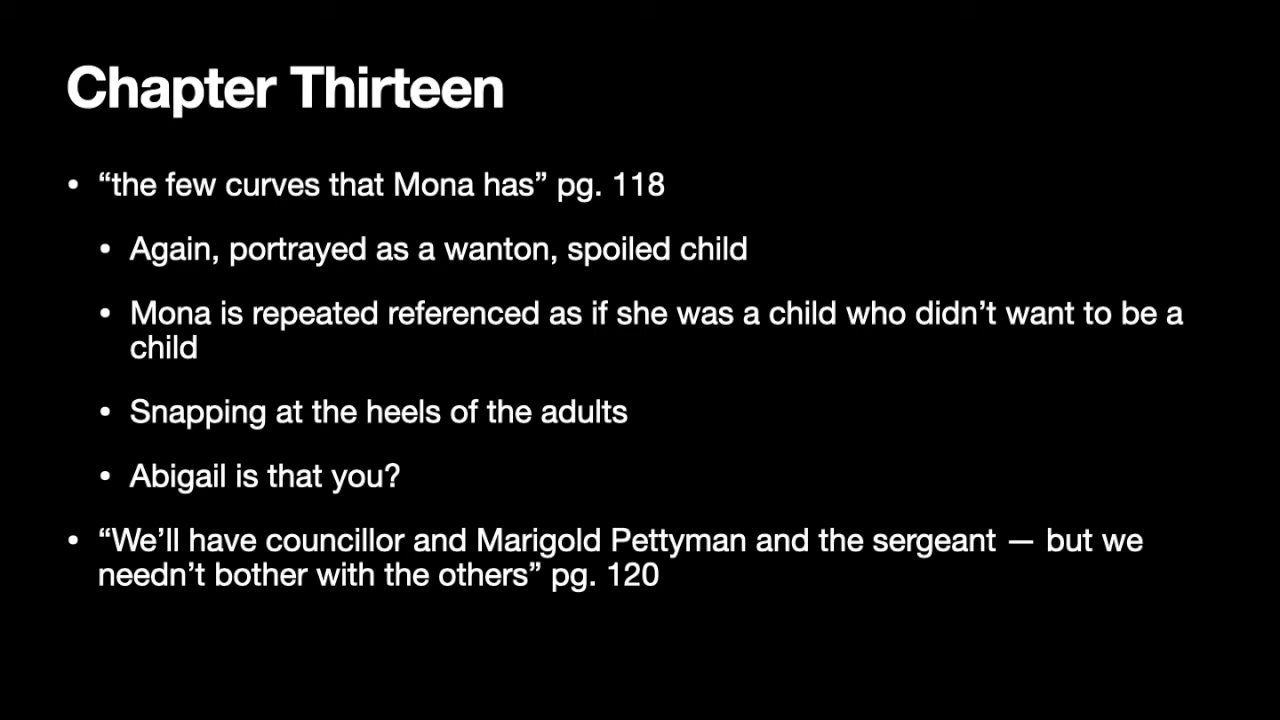 Chapter Thirteen
• “the few curves that Mona has” pg. 118
• Again, portrayed as a wanton, spoiled child
• Mona is repeated referenced as if she was a child who didn’t want to be a
child
• Snapping at the heels of the adults
• Abigail is that you?
• “We’ll have councillor and Marigold Pettyman and the sergeant — but we
needn’t bother with the others” pg. 120